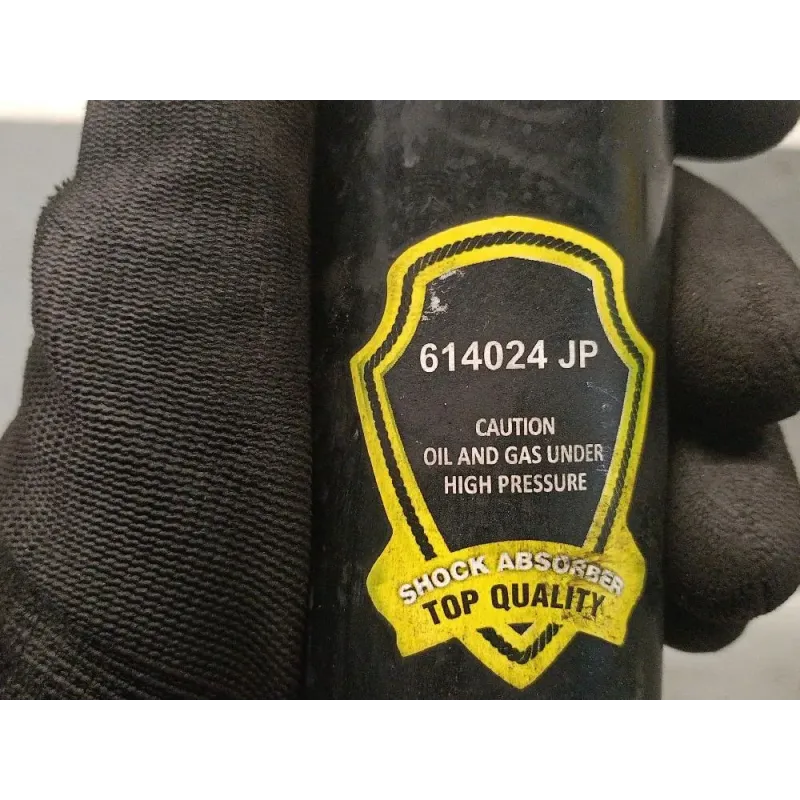 614024 JP
CAUTION
OIL AND GAS UNDER
HIGH PRESSURE
SHOCK ABSORBER
TOP QUALITY